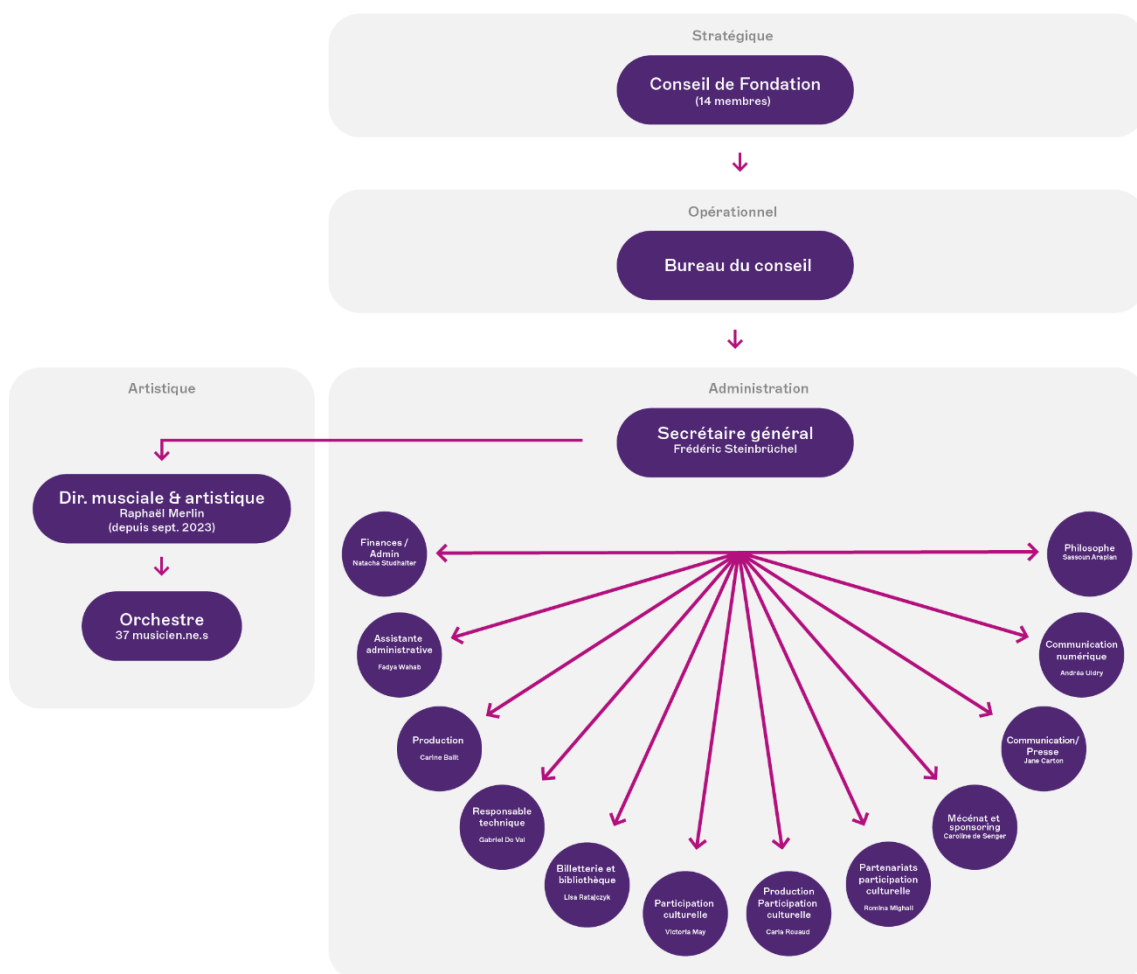 Stratégique
Conseil de Fondation
(14 membres)
Opérationnel
Bureau du conseil
Artistique
Administration
Secrétaire général
Frédéric Steinbrüchel
Dir. musciale & artistique
Raphaël Merlin
(depuis sept. 2023)
Orchestre
37 musicien.ne.s
Finances /
Admin
Natacha Studhalter
Philosophe
Sassoun Arapian
Assistante
administrative
Fadya Wahab
Communication
numérique
Andréa Uldry
Production
Carine Balit
Communication/
Presse
Jane Carton
Responsable
technique
Gabriel Do Val
Mécénat et
sponsoring
Caroline de Senger
Billetterie et
bibliothèque
Lisa Ratajczyk
Partenariats
participation
culturelle
Romina Mighali
Participation
culturelle
Victoria May
Production
Participation
culturelle
Carla